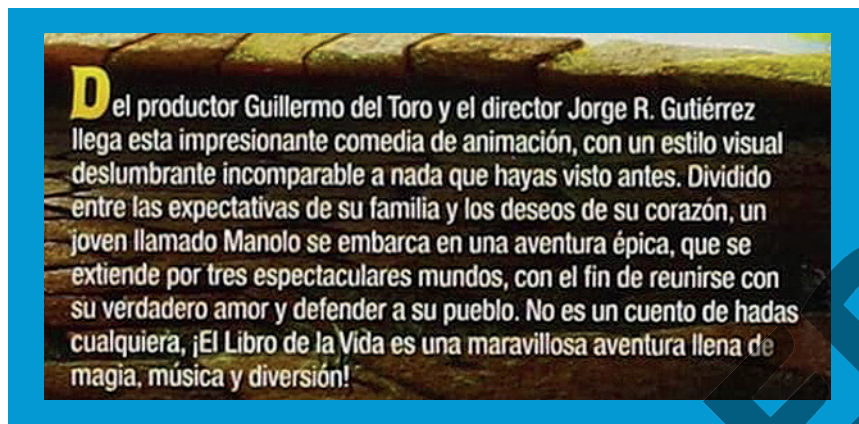 Del productor Guillermo del Toro y el director Jorge R. Gutiérrez
llega esta impresionante comedia de animación, con un estilo visual
deslumbrante incomparable a nada que hayas visto antes. Dividido
entre las expectativas de su familia y los deseos de su corazón, un
joven llamado Manolo se embarca en una aventura épica, que se
extiende por tres espectaculares mundos, con el fin de reunirse con
su verdadero amor y defender a su pueblo. No es un cuento de hadas
cualquiera, ¡El Libro de la Vida es una maravillosa aventura llena de
magia, música y diversión!